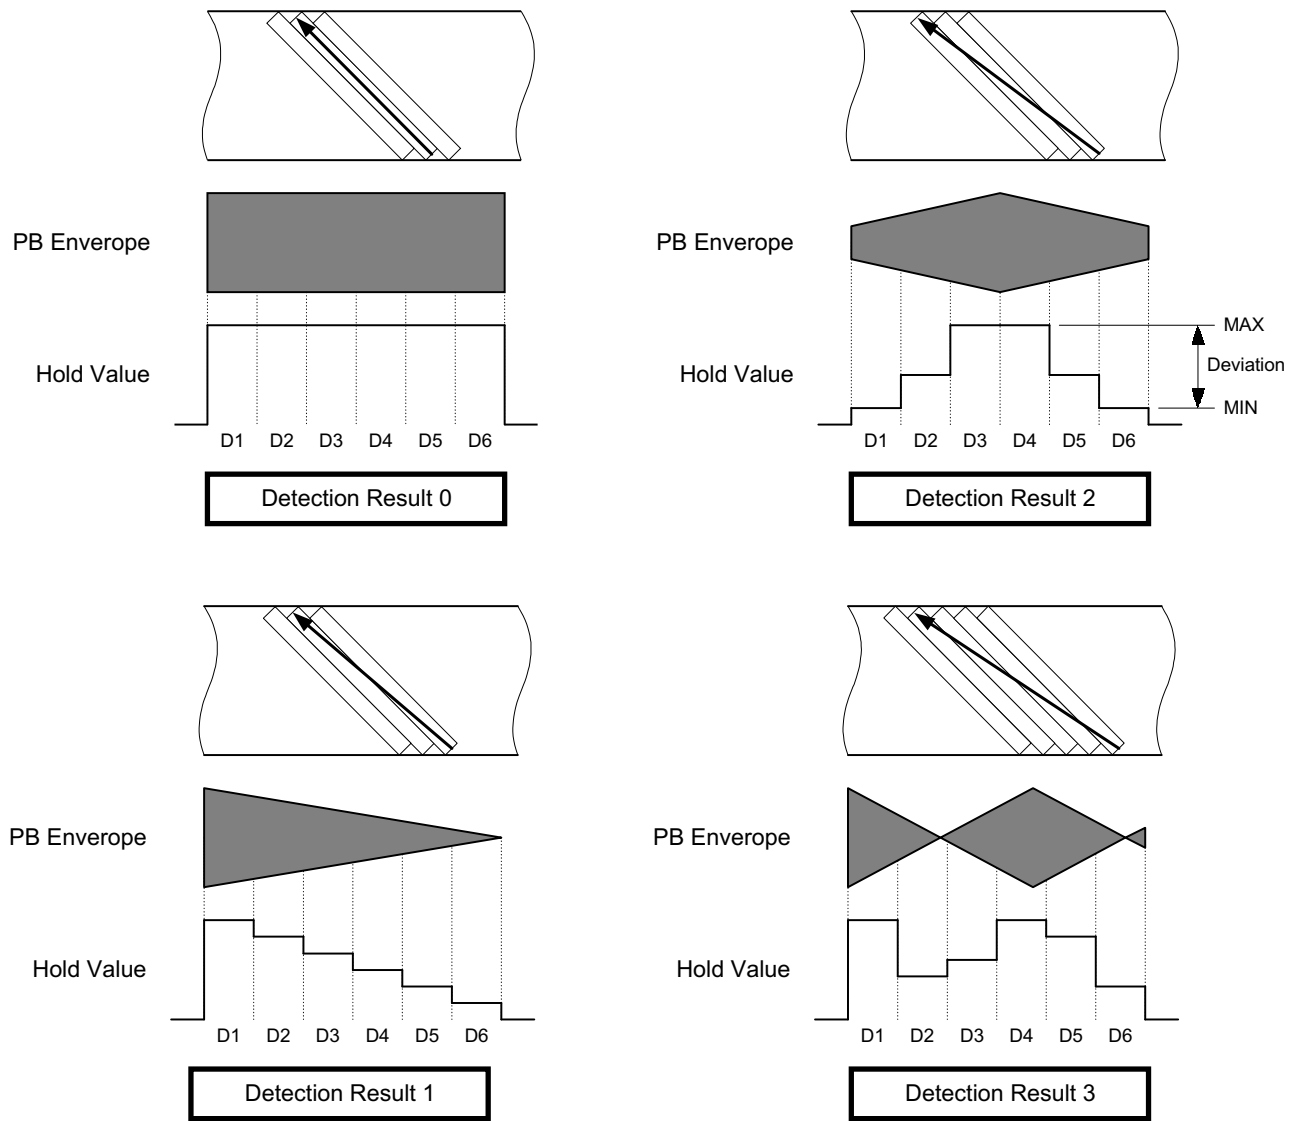 PB Enverope
Hold Value
D1 D2 D3 D4 D5 D6
Detection Result 0
PB Enverope
Hold Value
MAX
Deviation
MIN
D1 D2 D3 D4 D5 D6
Detection Result 2
PB Enverope
Hold Value
D1 D2 D3 D4 D5 D6
Detection Result 1
PB Enverope
Hold Value
D1 D2 D3 D4 D5 D6
Detection Result 3